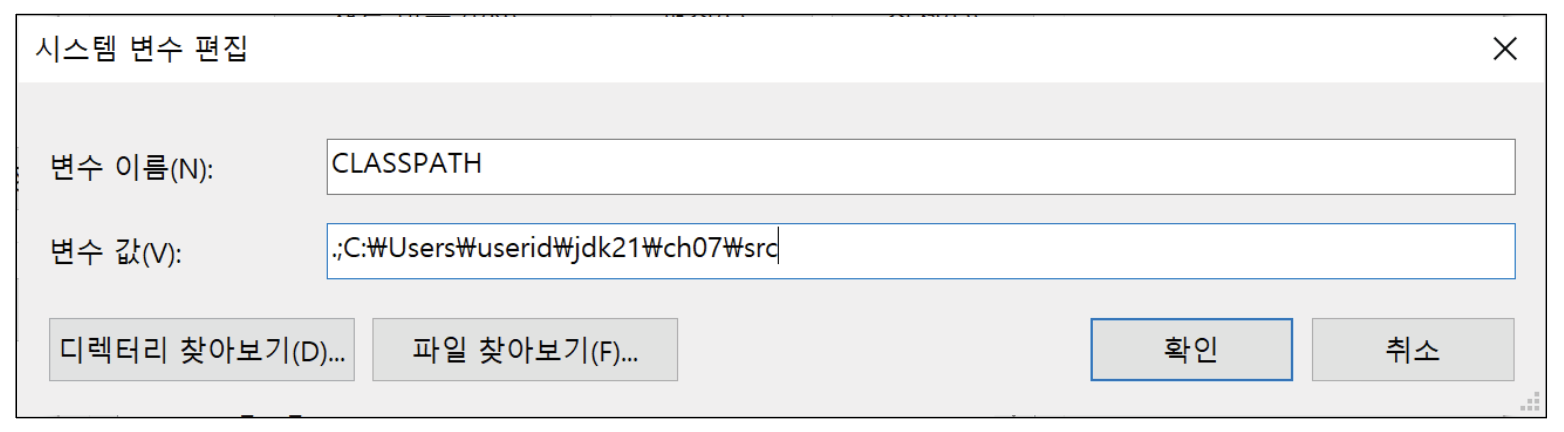 시스템 변수 편집
변수 이름(N): CLASSPATH
변수 값(V): .;C:₩Users₩userid₩jdk21₩ch07₩src
디렉터리 찾아보기(D)... 파일 찾아보기(F)... 확인 취소